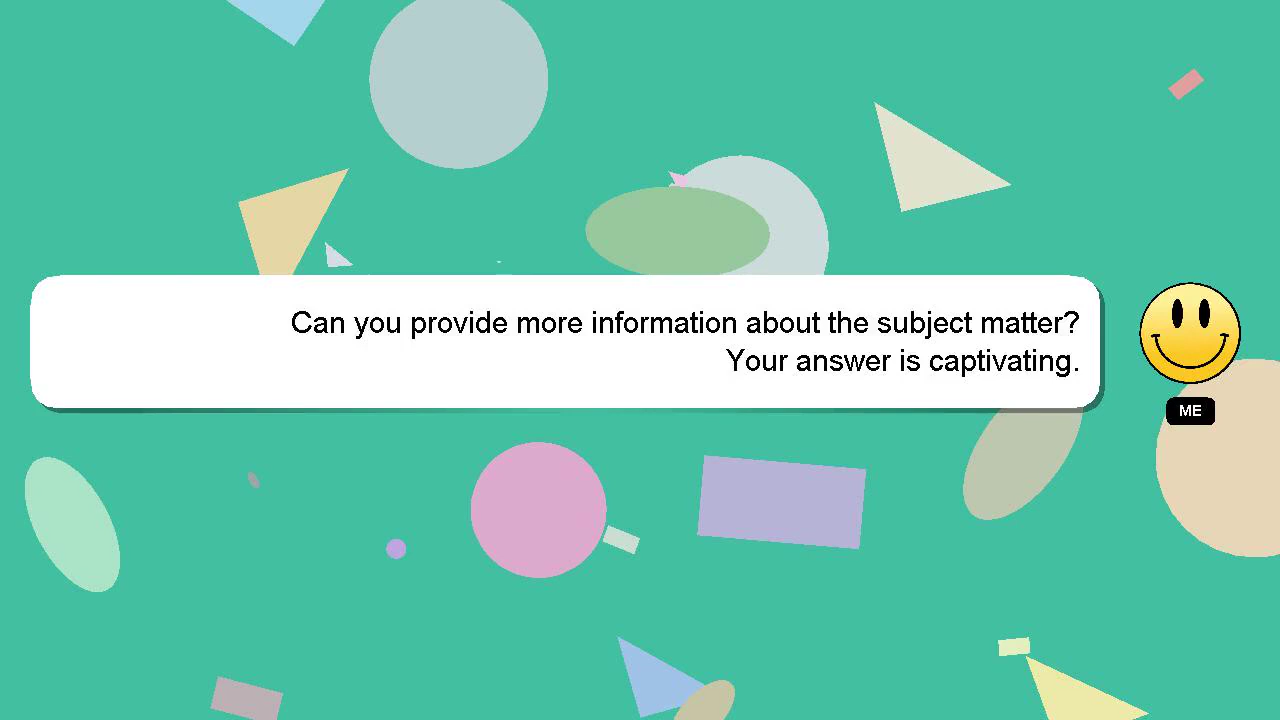 Can you provide more information about the subject matter?
Your answer is captivating.
ME